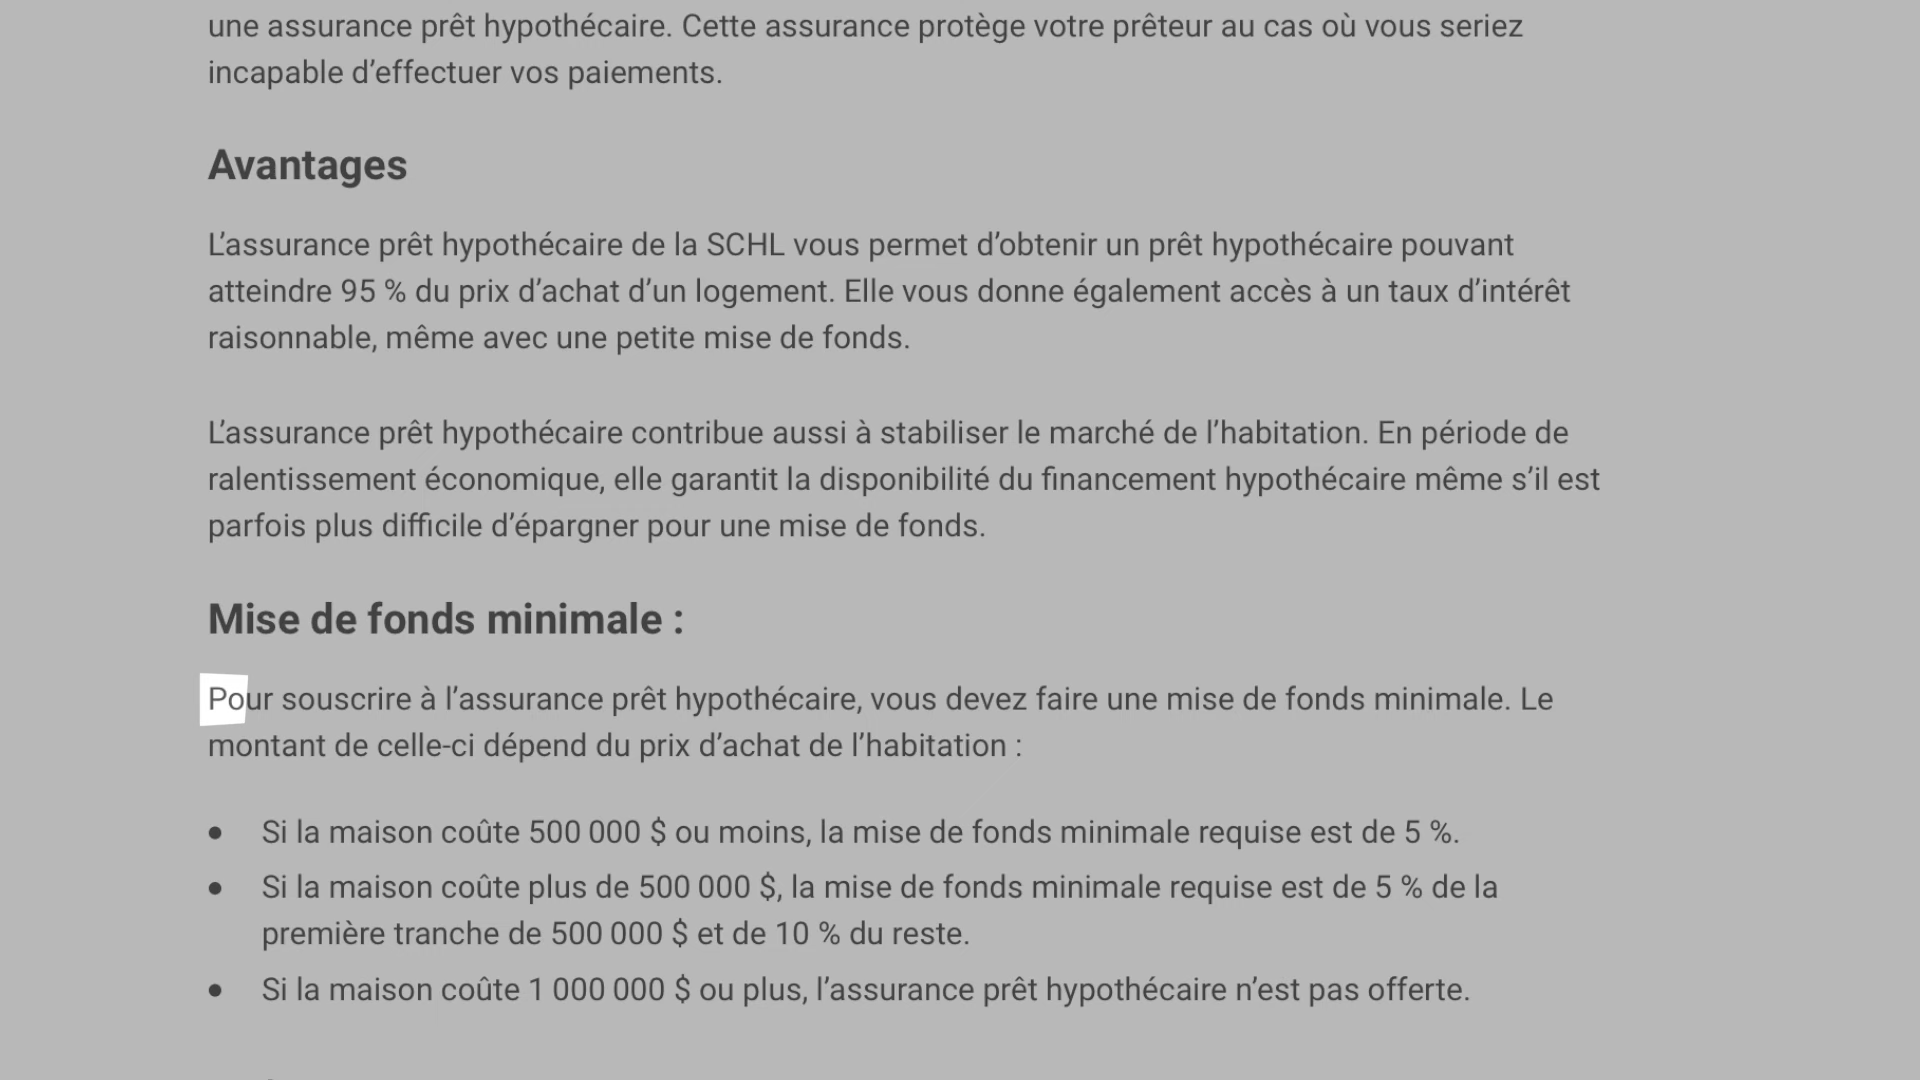 une assurance prêt hypothécaire. Cette assurance protège votre prêteur au cas où vous seriez
incapable d’effectuer vos paiements.
Avantages
L’assurance prêt hypothécaire de la SCHL vous permet d’obtenir un prêt hypothécaire pouvant
atteindre 95 % du prix d’achat d’un logement. Elle vous donne également accès à un taux d’intérêt
raisonnable, même avec une petite mise de fonds.
L’assurance prêt hypothécaire contribue aussi à stabiliser le marché de l’habitation. En période de
ralentissement économique, elle garantit la disponibilité du financement hypothécaire même s’il est
parfois plus difficile d’épargner pour une mise de fonds.
Mise de fonds minimale :
Pour souscrire à l’assurance prêt hypothécaire, vous devez faire une mise de fonds minimale. Le
montant de celle-ci dépend du prix d’achat de l’habitation :
• Si la maison coûte 500 000 $ ou moins, la mise de fonds minimale requise est de 5 %.
• Si la maison coûte plus de 500 000 $, la mise de fonds minimale requise est de 5 % de la
première tranche de 500 000 $ et de 10 % du reste.
• Si la maison coûte 1 000 000 $ ou plus, l’assurance prêt hypothécaire n’est pas offerte.